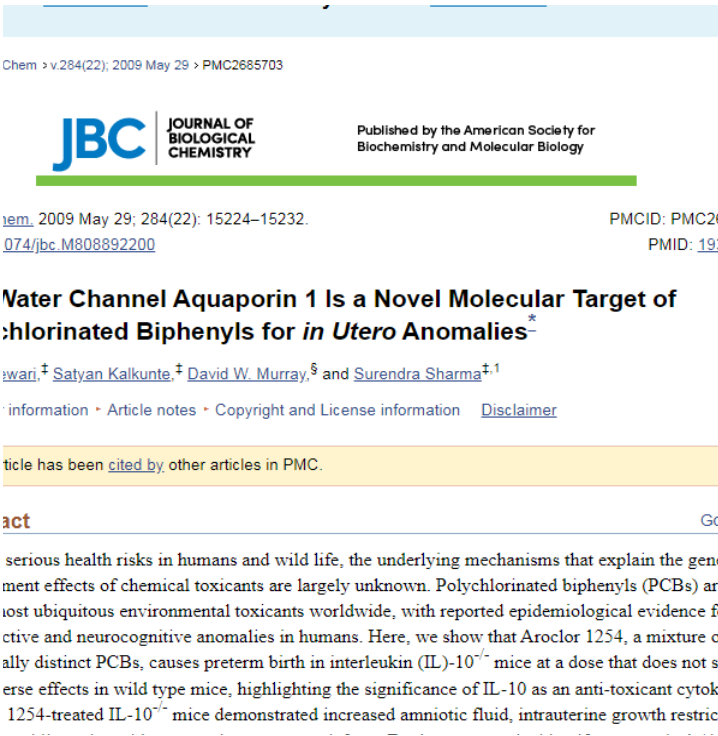 Chem › v.284(22); 2009 May 29 › PMC2685703
JBC
JOURNAL OF
BIOLOGICAL
CHEMISTRY
Published by the American Society for
Biochemistry and Molecular Biology
hem. 2009 May 29; 284(22): 15224–15232.
PMCID: PMC26
074/jbc.M808892200
PMID: 193
Water Channel Aquaporin 1 Is a Novel Molecular Target of
chlorinated Biphenyls for in Utero Anomalies*
ewari,‡ Satyan Kalkunte,‡ David W. Murray,§ and Surendra Sharma‡,1
information ▸ Article notes ▸ Copyright and License information Disclaimer
ticle has been cited by other articles in PMC.
act
Go
serious health risks in humans and wild life, the underlying mechanisms that explain the gene
ment effects of chemical toxicants are largely unknown. Polychlorinated biphenyls (PCBs) ar
ost ubiquitous environmental toxicants worldwide, with reported epidemiological evidence f
ctive and neurocognitive anomalies in humans. Here, we show that Aroclor 1254, a mixture o
ally distinct PCBs, causes preterm birth in interleukin (IL)-10-/- mice at a dose that does not s
erse effects in wild type mice, highlighting the significance of IL-10 as an anti-toxicant cytok
1254-treated IL-10-/- mice demonstrated increased amniotic fluid, intrauterine growth restric